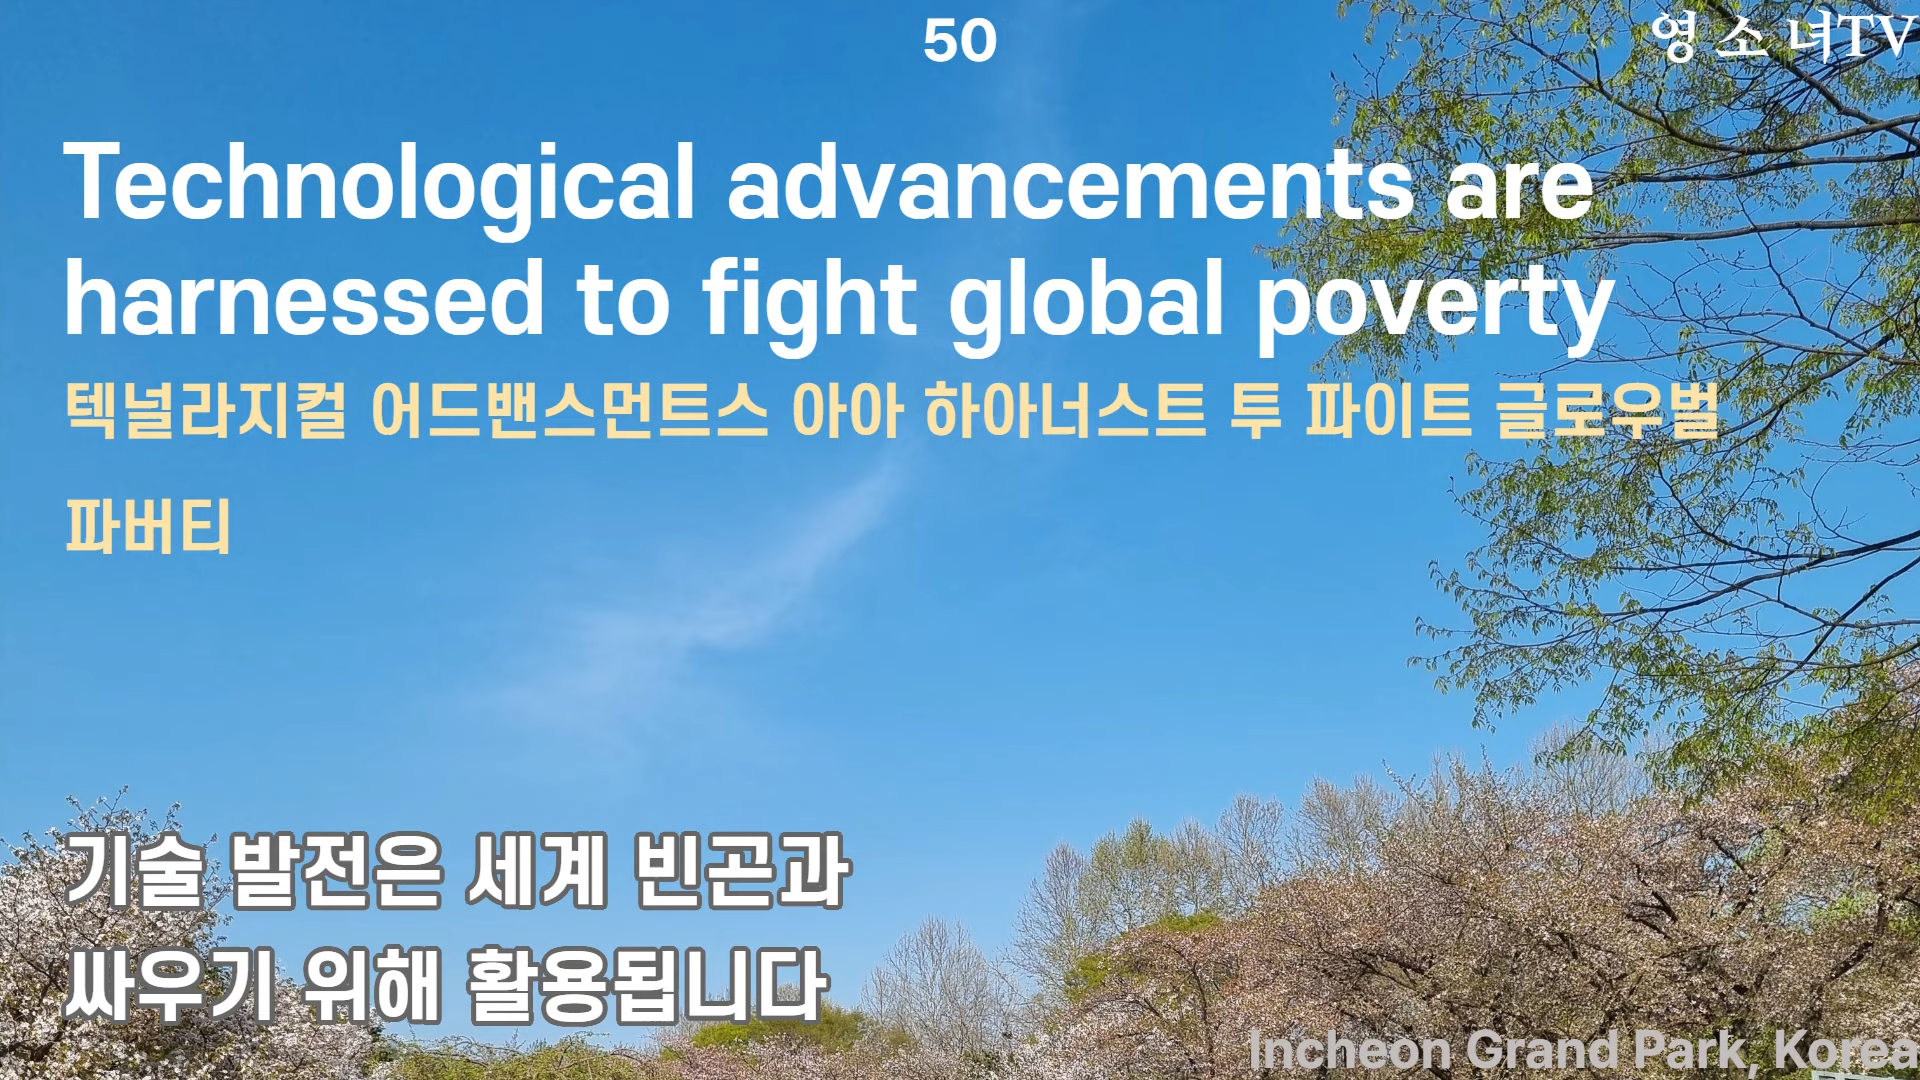 50
영 소 녀TV
Technological advancements are
harnessed to fight global poverty
텍널라지컬 어드밴스먼트스 아아 하아너스트 투 파이트 글로우벌
파버티
기술 발전은 세계 빈곤과
싸우기 위해 활용됩니다
Incheon Grand Park, Korea